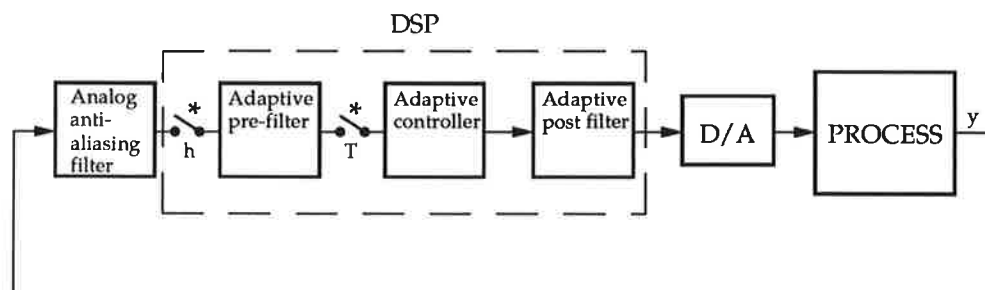 DSP
Analog
anti-
aliasing
filter
*
h
Adaptive
pre-filter
*
T
Adaptive
controller
Adaptive
post filter
D/A
PROCESS
y